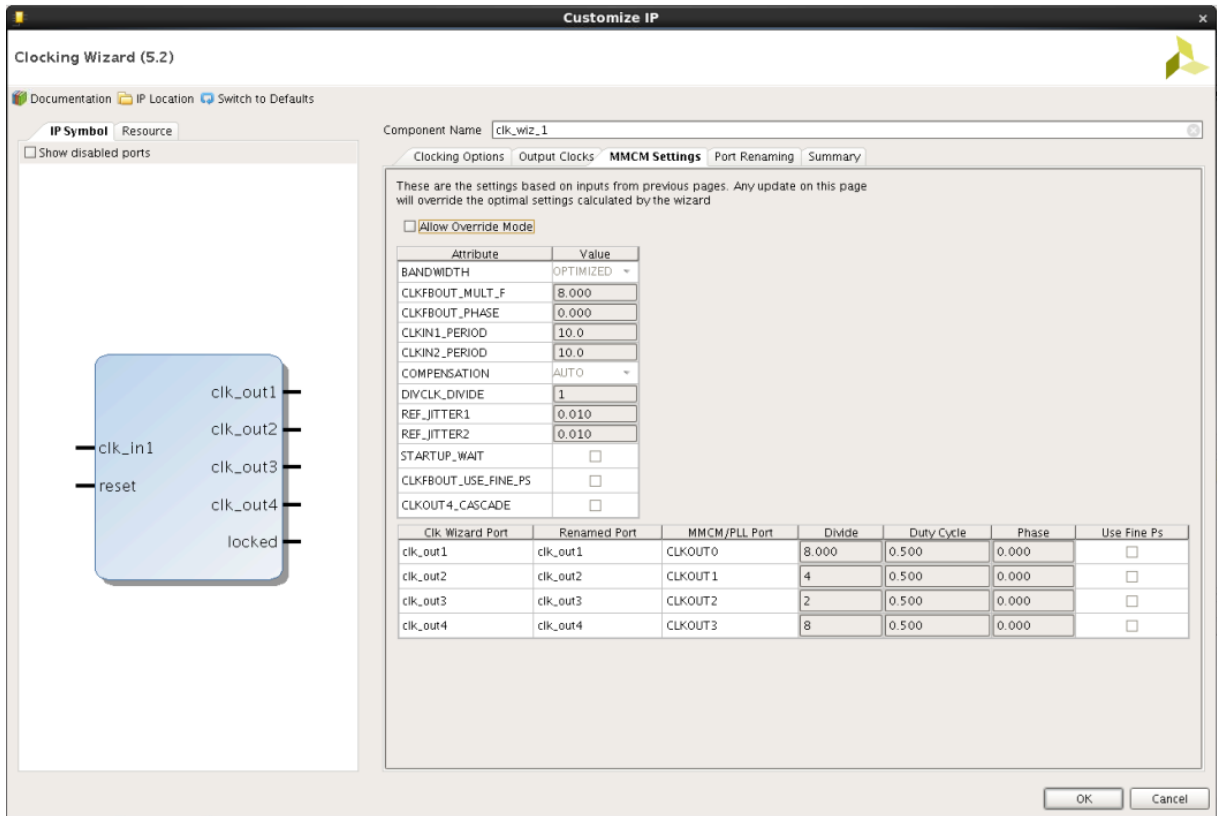 Customize IP
Clocking Wizard (5.2)
Documentation IP Location Switch to Defaults
IP Symbol Resource
Show disabled ports
clk_in1
reset
clk_out1
clk_out2
clk_out3
clk_out4
locked
Component Name clk_wiz_1
Clocking Options Output Clocks MMCM Settings Port Renaming Summary
These are the settings based on inputs from previous pages. Any update on this page
will override the optimal settings calculated by the wizard
Allow Override Mode
Attribute Value
BANDWIDTH OPTIMIZED
CLKFBOUT_MULT_F 8.000
CLKFBOUT_PHASE 0.000
CLKIN1_PERIOD 10.0
CLKIN2_PERIOD 10.0
COMPENSATION AUTO
DIVCLK_DIVIDE 1
REF_JITTER1 0.010
REF_JITTER2 0.010
STARTUP_WAIT
CLKFBOUT_USE_FINE_PS
CLKOUT4_CASCADE
Clk Wizard Port Renamed Port MMCM/PLL Port Divide Duty Cycle Phase Use Fine Ps
clk_out1 clk_out1 CLKOUT0 8.000 0.500 0.000
clk_out2 clk_out2 CLKOUT1 4 0.500 0.000
clk_out3 clk_out3 CLKOUT2 2 0.500 0.000
clk_out4 clk_out4 CLKOUT3 8 0.500 0.000
OK Cancel